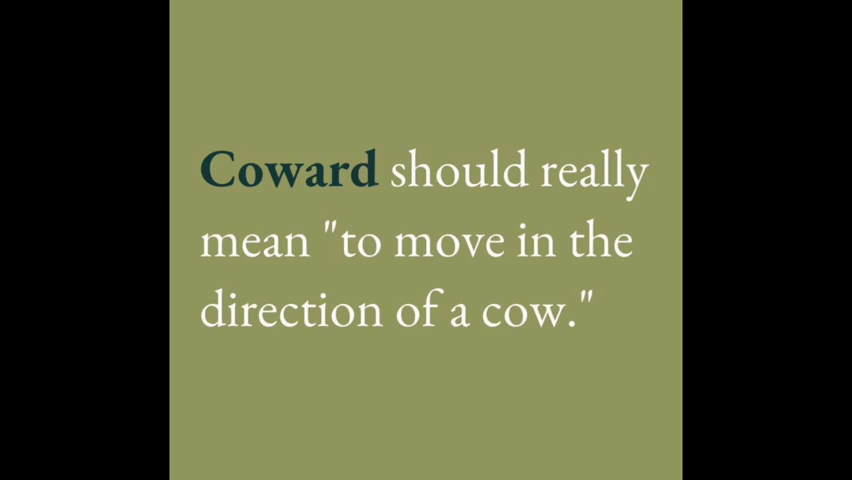 Coward should really
mean "to move in the
direction of a cow."